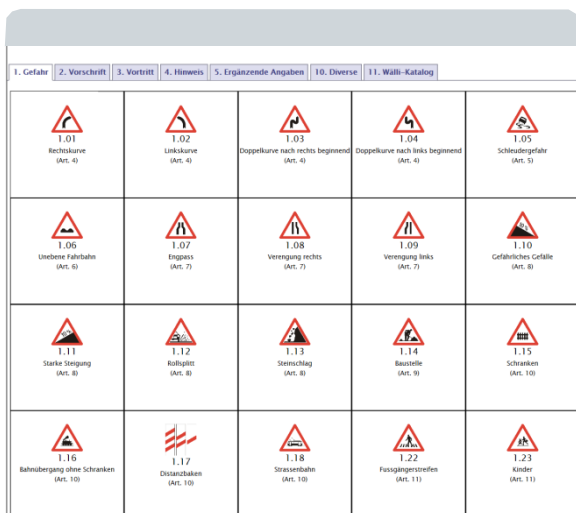 1. Gefahr 2. Vorschrift 3. Vortritt 4. Hinweis 5. Ergänzende Angaben 10. Diverse 11. Wälli-Katalog
1.01 1.02 1.03 1.04 1.05
Rechtskurve Linkskurve Doppelkurve nach rechts beginnend Doppelkurve nach links beginnend Schleudergefahr
(Art. 4) (Art. 4) (Art. 4) (Art. 4) (Art. 5)
10%
1.06 1.07 1.08 1.09 1.10
Unebene Fahrbahn Engpass Verengung rechts Verengung links Gefährliches Gefälle
(Art. 6) (Art. 7) (Art. 7) (Art. 7) (Art. 8)
10%
1.11 1.12 1.13 1.14 1.15
Starke Steigung Rollsplitt Steinschlag Baustelle Schranken
(Art. 8) (Art. 8) (Art. 8) (Art. 9) (Art. 10)
1.16 1.17 1.18 1.22 1.23
Bahnübergang ohne Schranken Distanzbaken Strassenbahn Fussgängerstreifen Kinder
(Art. 10) (Art. 10) (Art. 10) (Art. 11) (Art. 11)